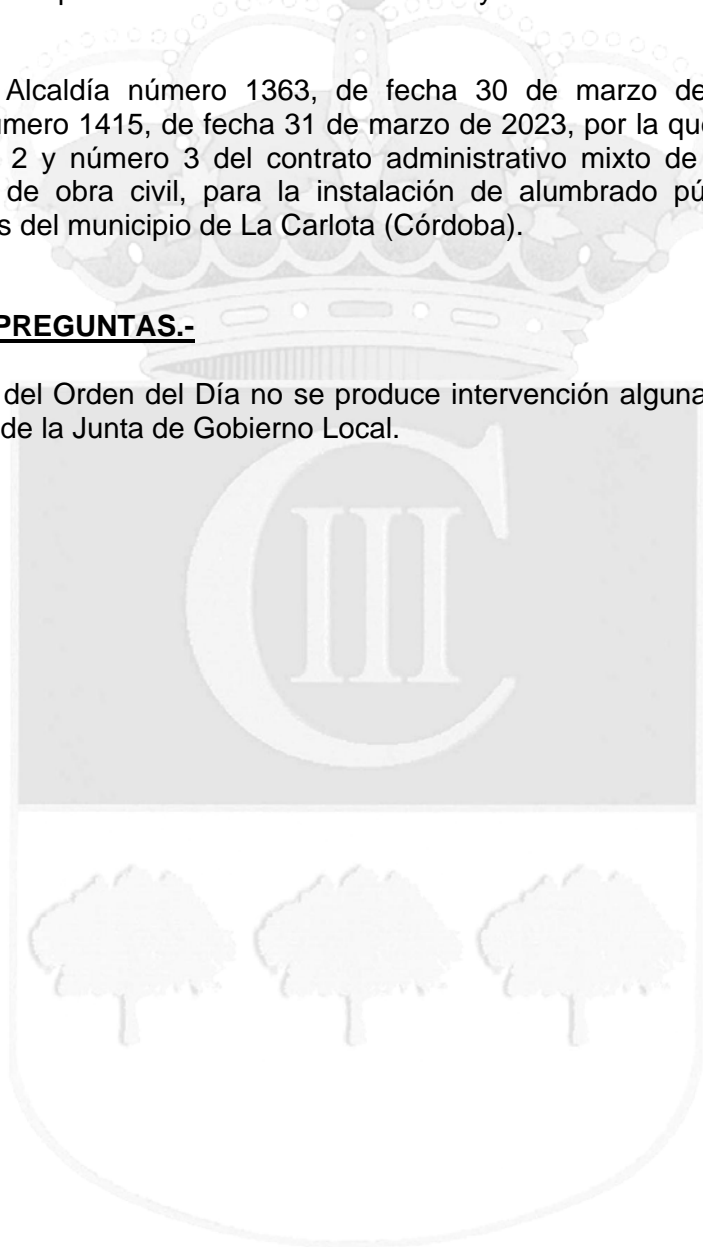 Alcaldía número 1363, de fecha 30 de marzo de
número 1415, de fecha 31 de marzo de 2023, por la que
2 y número 3 del contrato administrativo mixto de
de obra civil, para la instalación de alumbrado
del municipio de La Carlota (Córdoba).
PREGUNTAS.-
del Orden del Día no se produce intervención alguna
de la Junta de Gobierno Local.
CIII